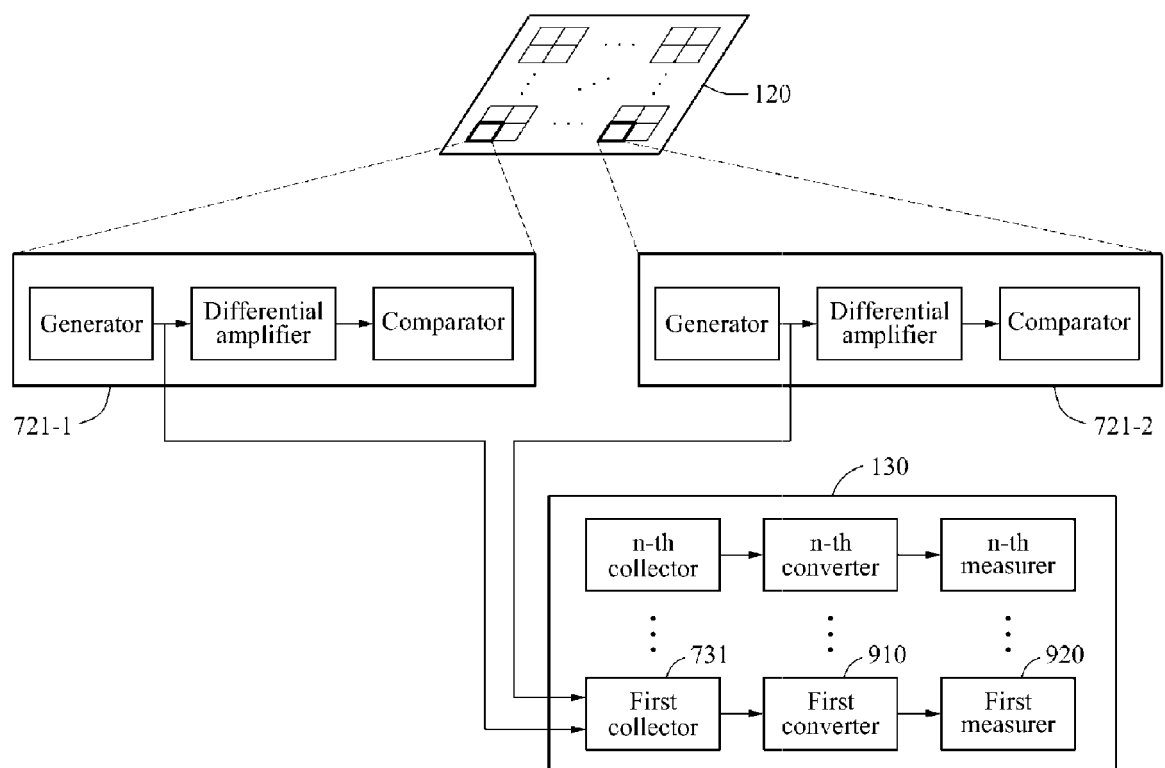 120
Generator
Differential
amplifier
Comparator
Generator
Differential
amplifier
Comparator
721-1
721-2
130
n-th
collector
n-th
converter
n-th
measurer
731
910
920
First
collector
First
converter
First
measurer